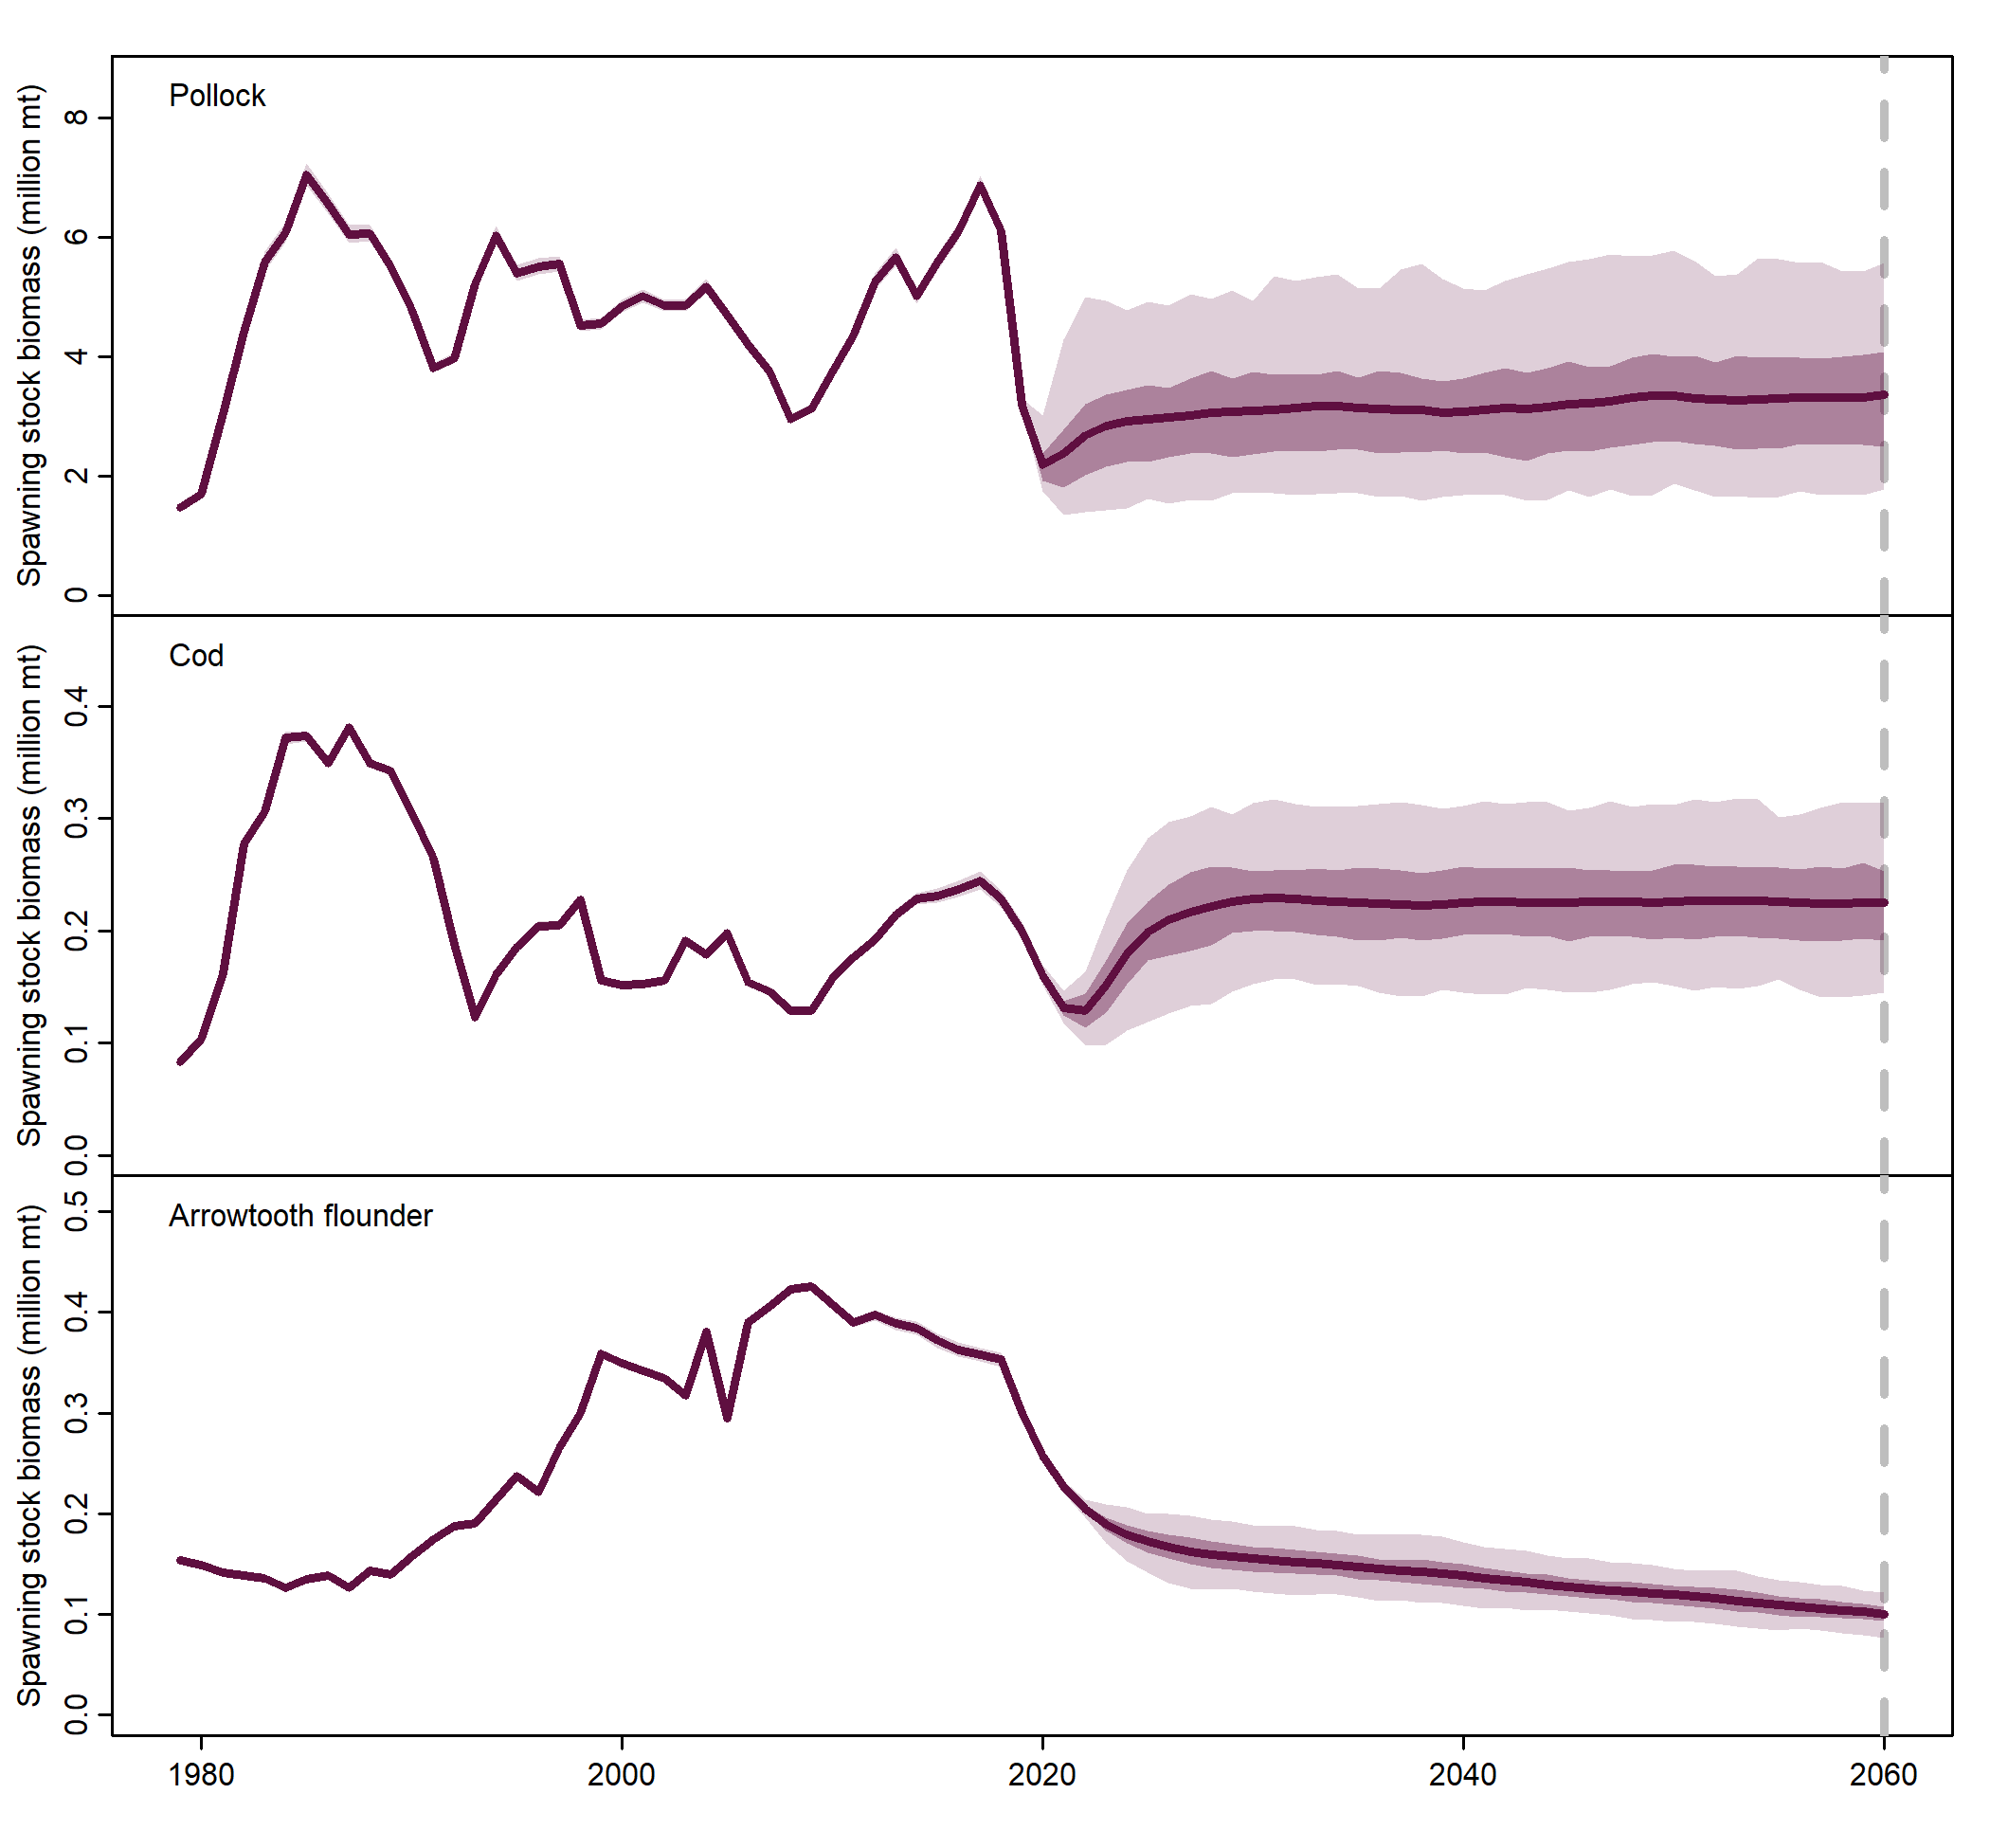 Pollock
Spawning stock biomass (million mt)
8
6
4
2
0
Cod
Spawning stock biomass (million mt)
0.4
0.3
0.2
0.1
0.0
Arrowtooth flounder
Spawning stock biomass (million mt)
0.5
0.4
0.3
0.2
0.1
0.0
1980 2000 2020 2040 2060